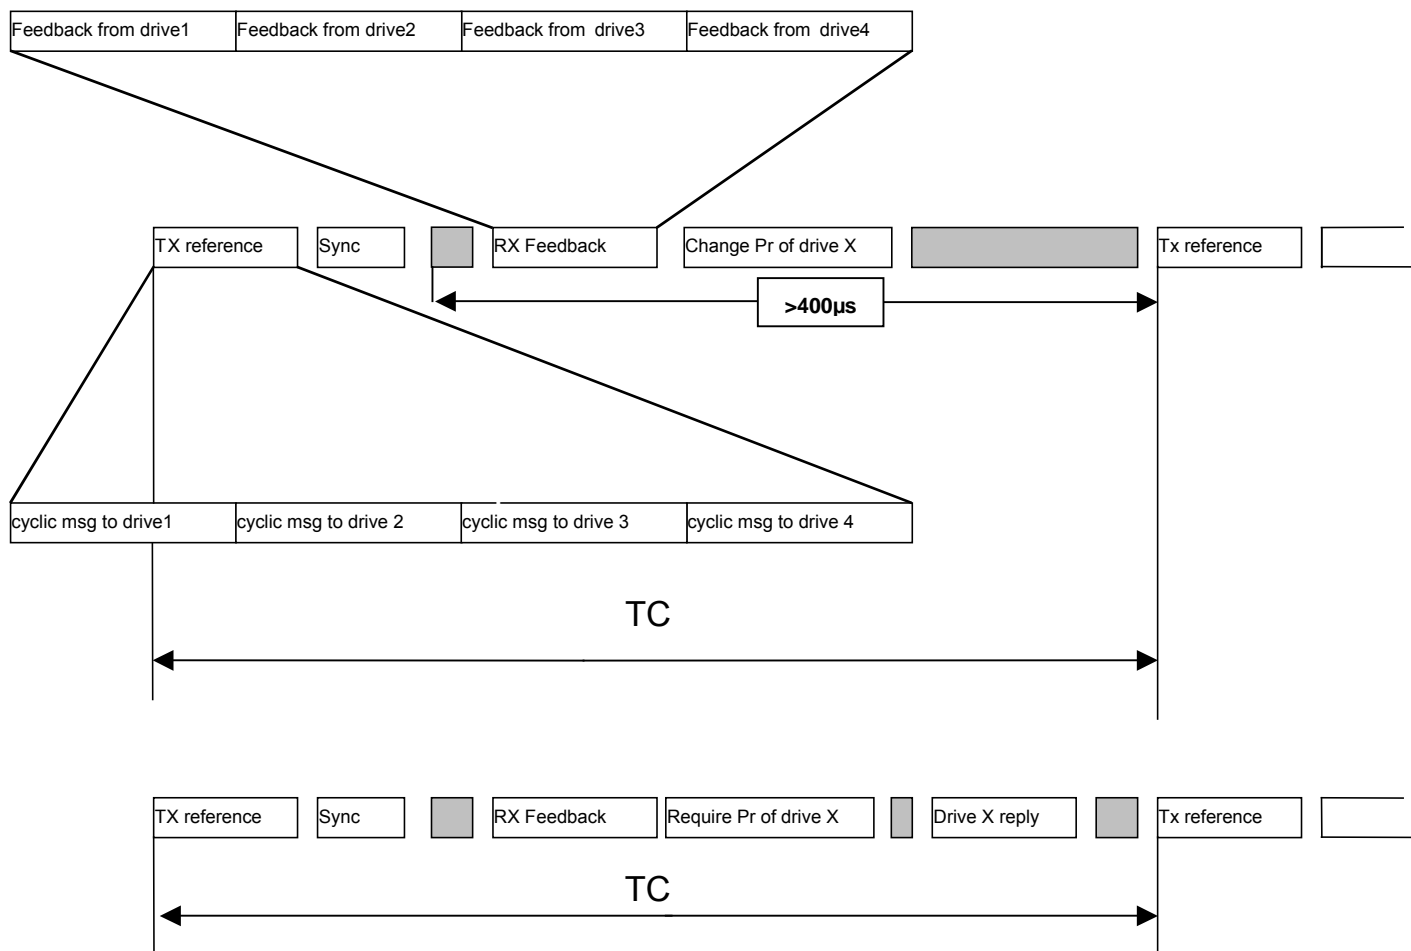 Feedback from drive1 Feedback from drive2 Feedback from  drive3 Feedback from  drive4
TX reference Sync RX Feedback Change Pr of drive X Tx reference
>400µs
cyclic msg to drive1 cyclic msg to drive 2 cyclic msg to drive 3 cyclic msg to drive 4
TC
TX reference Sync RX Feedback Require Pr of drive X Drive X reply Tx reference
TC